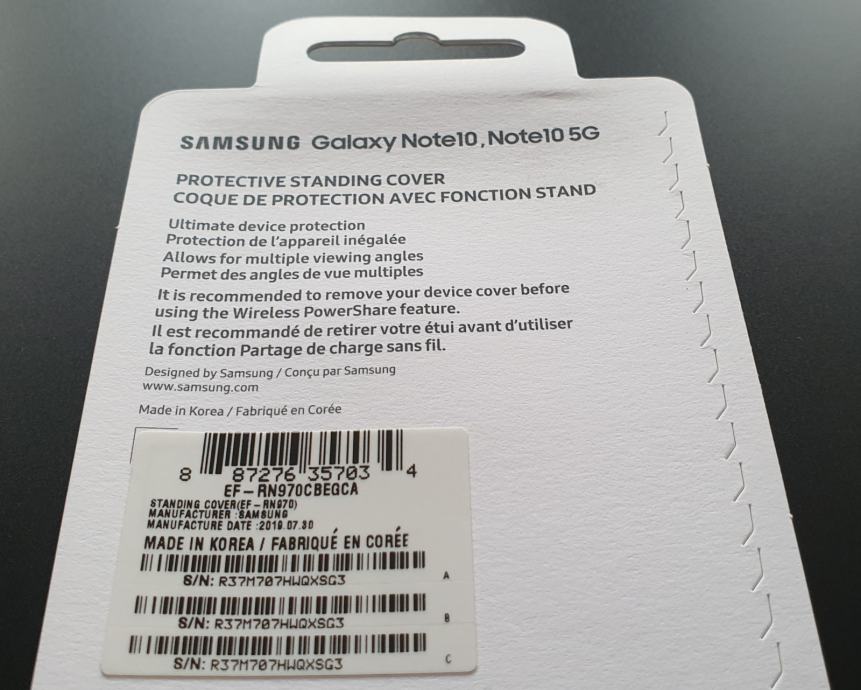 SAMSUNG Galaxy Note10, Note10 5G
PROTECTIVE STANDING COVER
COQUE DE PROTECTION AVEC FONCTION STAND
Ultimate device protection
Protection de l'appareil inégalée
Allows for multiple viewing angles
Permet des angles de vue multiples
It is recommended to remove your device cover before
using the Wireless PowerShare feature.
Il est recommandé de retirer votre étui avant d'utiliser
la fonction Partage de charge sans fil.
Designed by Samsung / Conçu par Samsung
www.samsung.com
Made in Korea / Fabriqué en Corée
8 87276 35703 4
EF-RN970CBEGCA
STANDING COVER(EF-RN970)
MANUFACTURER :SAMSUNG
MANUFACTURE DATE :2019.07.30
MADE IN KOREA / FABRIQUÉ EN CORÉE
A
S/N: R37M707HWQXSG3
B
S/N: R37M707HWQXSG3
C
S/N: R37M707HWQXSG3